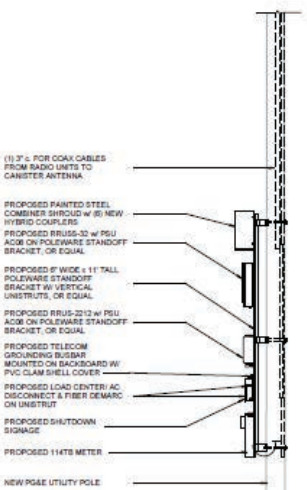 (1) 3" c. FOR COAX CABLES
FROM RADIO UNITS TO
CANISTER ANTENNA
PROPOSED PAINTED STEEL
COMBINER SHROUD w/ (6) NEW
HYBRID COUPLERS
PROPOSED RRUS-32 w/ PSU
AC08 ON POLEWARE STANDOFF
BRACKET, OR EQUAL
PROPOSED 6" WIDE x 11' TALL
POLEWARE STANDOFF
BRACKET W/ VERTICAL
UNISTRUTS, OR EQUAL
PROPOSED RRUS-2212 w/ PSU
AC08 ON POLEWARE STANDOFF
BRACKET, OR EQUAL
PROPOSED TELECOM
GROUNDING BUSBAR
MOUNTED ON BACKBOARD W/
PVC CLAM SHELL COVER
PROPOSED LOAD CENTER/ AC
DISCONNECT & FIBER DEMARC
ON UNISTRUT
PROPOSED SHUTDOWN
SIGNAGE
PROPOSED 114TB METER
NEW PG&E UTILITY POLE